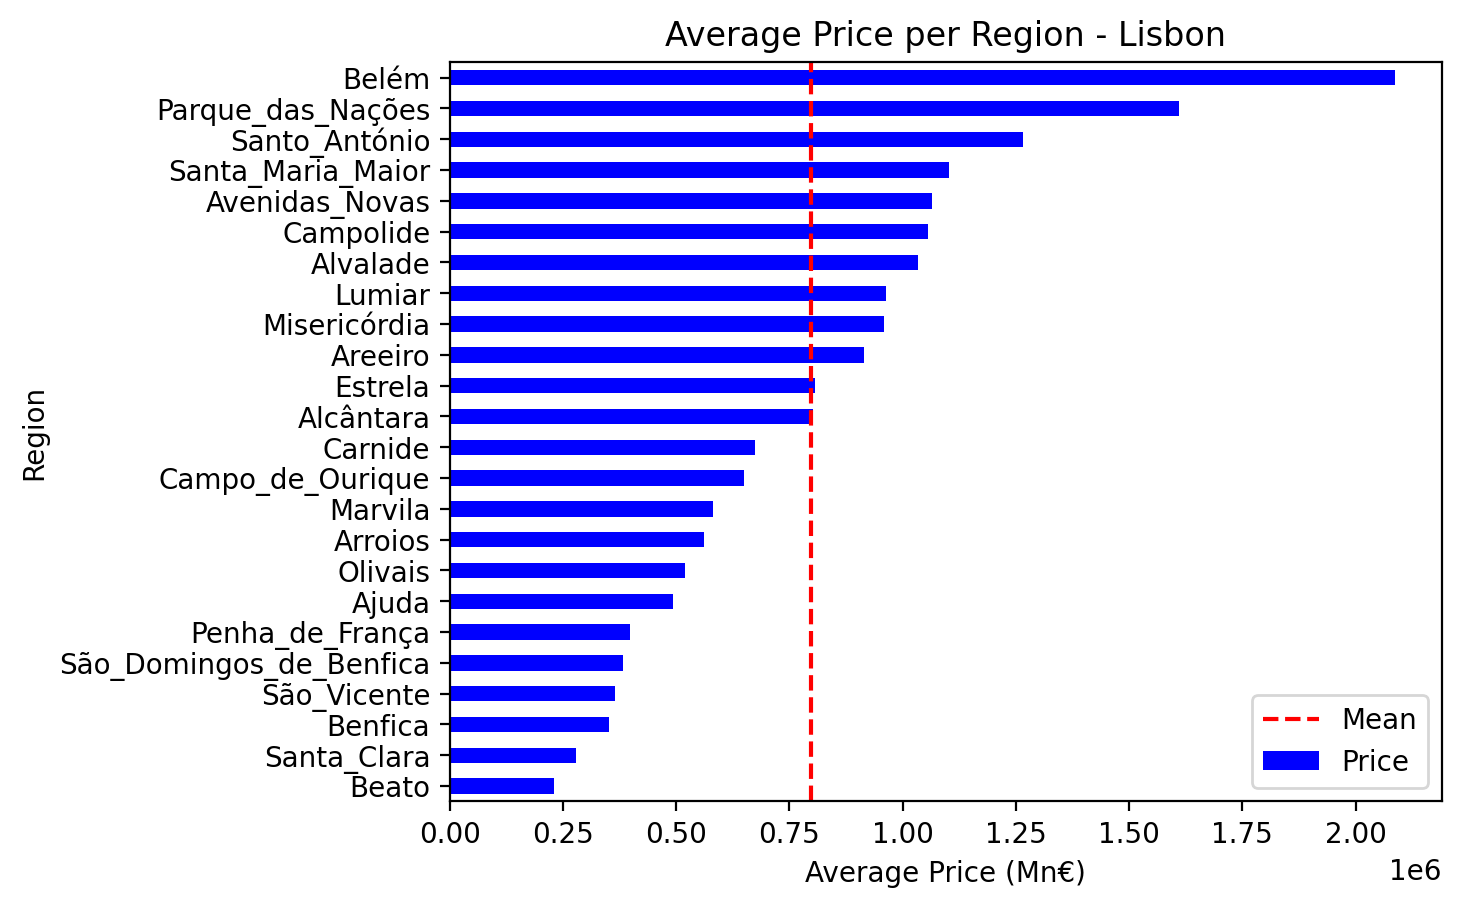 Average Price per Region - Lisbon
Belém
Parque_das_Nações
Santo_António
Santa_Maria_Maior
Avenidas_Novas
Campolide
Alvalade
Lumiar
Misericórdia
Areeiro
Estrela
Alcântara
Carnide
Campo_de_Ourique
Marvila
Arroios
Olivais
Ajuda
Penha_de_França
São_Domingos_de_Benfica
São_Vicente
Benfica
Santa_Clara
Beato
Region
Mean
Price
0.00 0.25 0.50 0.75 1.00 1.25 1.50 1.75 2.00
Average Price (Mn€)
1e6